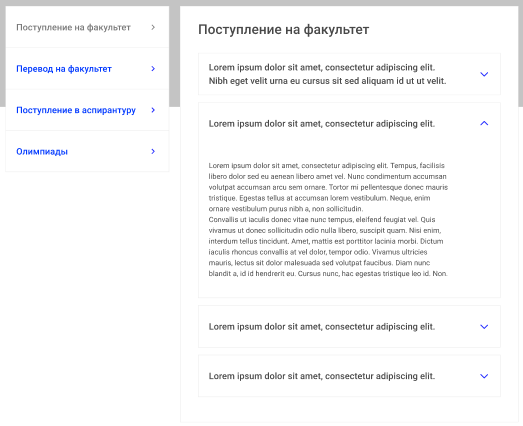 Поступление на факультет
Перевод на факультет
Поступление в аспирантуру
Олимпиады
Поступление на факультет
Lorem ipsum dolor sit amet, consectetur adipiscing elit.
Nibh eget velit urna eu cursus sit sed aliquam id ut ut velit.
Lorem ipsum dolor sit amet, consectetur adipiscing elit.
Lorem ipsum dolor sit amet, consectetur adipiscing elit. Tempus, facilisis
libero dolor sed eu aenean libero amet vel. Nunc condimentum accumsan
volutpat accumsan arcu sem ornare. Tortor mi pellentesque donec mauris
tristique. Egestas tellus at accumsan lorem vestibulum. Neque, enim
ornare vestibulum purus nibh a, non sollicitudin.
Convallis ut iaculis donec vitae nunc tempus, eleifend feugiat vel. Quis
vivamus ut donec sollicitudin odio nulla libero, suscipit quam. Nisi enim,
interdum tellus tincidunt. Amet, mattis est porttitor lacinia morbi. Dictum
iaculis rhoncus convallis at vel dolor, tempor odio. Vivamus ultricies
mauris, lectus sit dolor malesuada sed volutpat faucibus. Diam nunc
blandit a, id id hendrerit eu. Cursus nunc, hac egestas tristique leo id. Non.
Lorem ipsum dolor sit amet, consectetur adipiscing elit.
Lorem ipsum dolor sit amet, consectetur adipiscing elit.